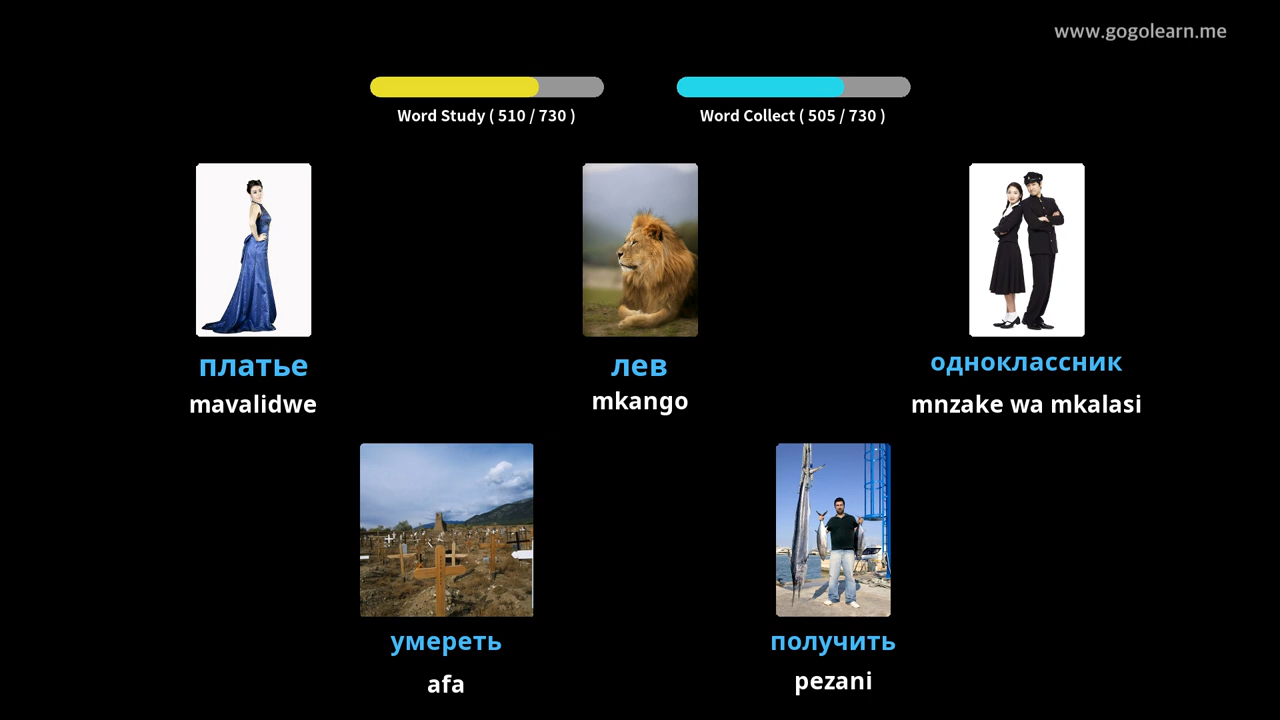 www.gogolearn.me
Word Study ( 510 / 730 )
Word Collect ( 505 / 730 )
платье
лев
одноклассник
mavalidwe
mkango
mnzake wa mkalasi
умереть
получить
afa
pezani